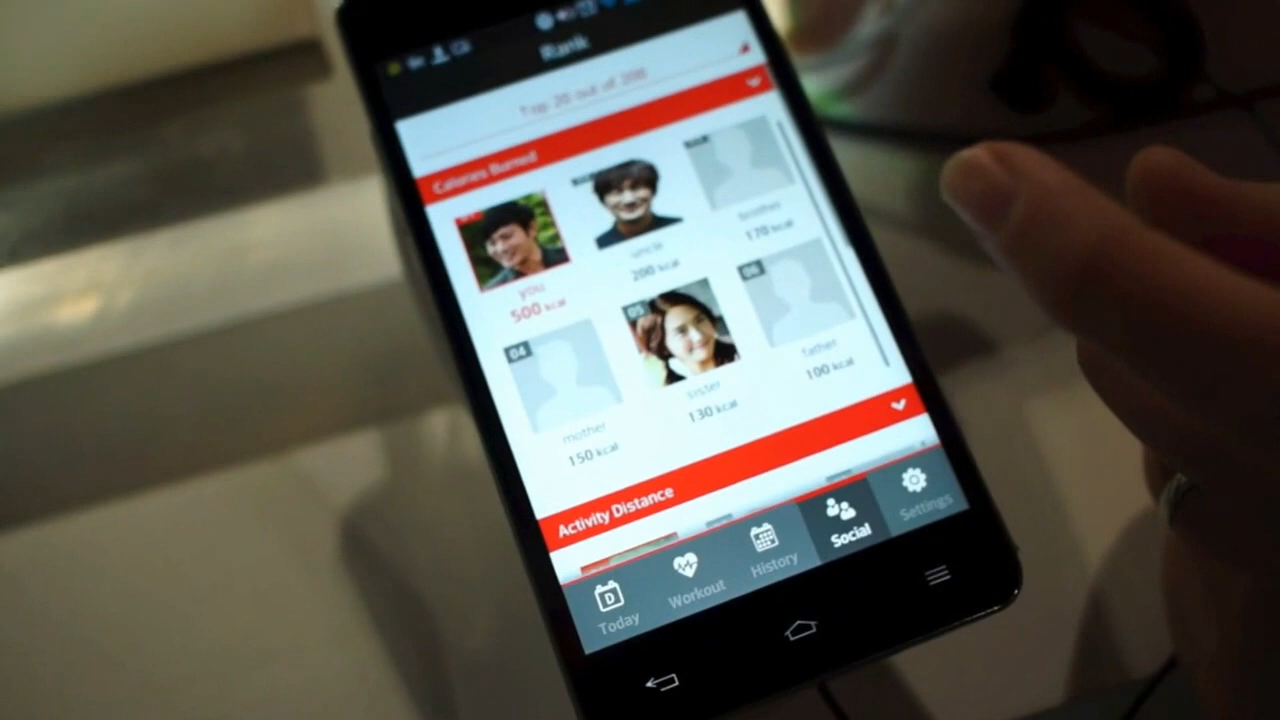 Rank
Top 20 out of 200
Calories Burned
you
500 kcal
uncle
200 kcal
brother
170 kcal
04
mother
150 kcal
05
sister
130 kcal
06
father
100 kcal
Activity Distance
Today
Workout
History
Social
Settings